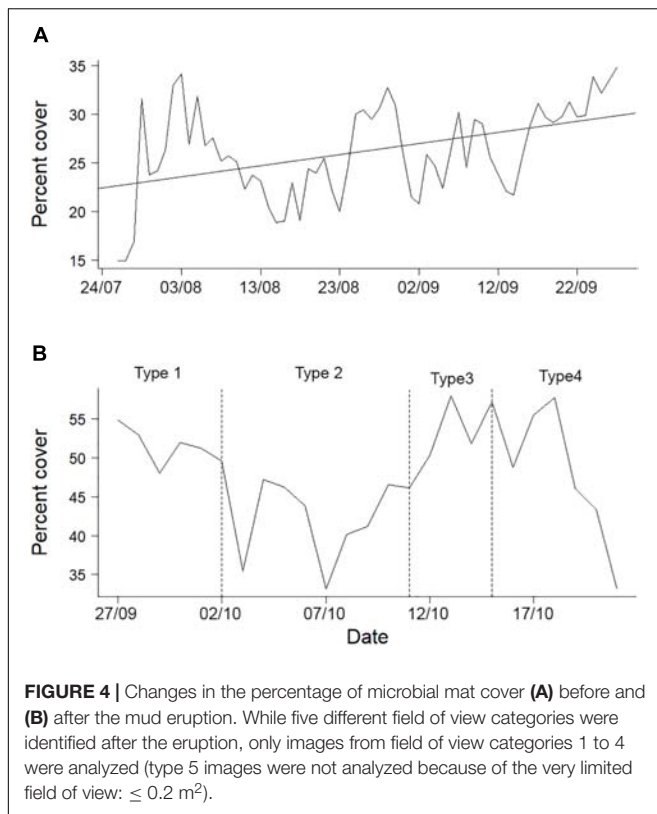 A
Percent cover
35
30
25
20
15
24/07 03/08 13/08 23/08 02/09 12/09 22/09
B
Type 1 Type 2 Type3 Type4
Percent cover
55
50
45
40
35
27/09 02/10 07/10 12/10 17/10
Date
FIGURE 4 | Changes in the percentage of microbial mat cover (A) before and
(B) after the mud eruption. While five different field of view categories were
identified after the eruption, only images from field of view categories 1 to 4
were analyzed (type 5 images were not analyzed because of the very limited
field of view: ≤ 0.2 m²).